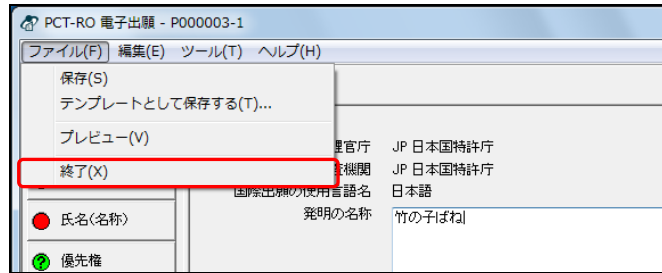 PCT-RO 電子出願 - P000003-1
ファイル(F) 編集(E) ツール(T) ヘルプ(H)
保存(S)
テンプレートとして保存する(T)...
プレビュー(V)
終了(X)
理官庁 JP 日本国特許庁
査機関 JP 日本国特許庁
国際出願の使用言語名 日本語
発明の名称 竹の子ばね
氏名(名称)
優先権